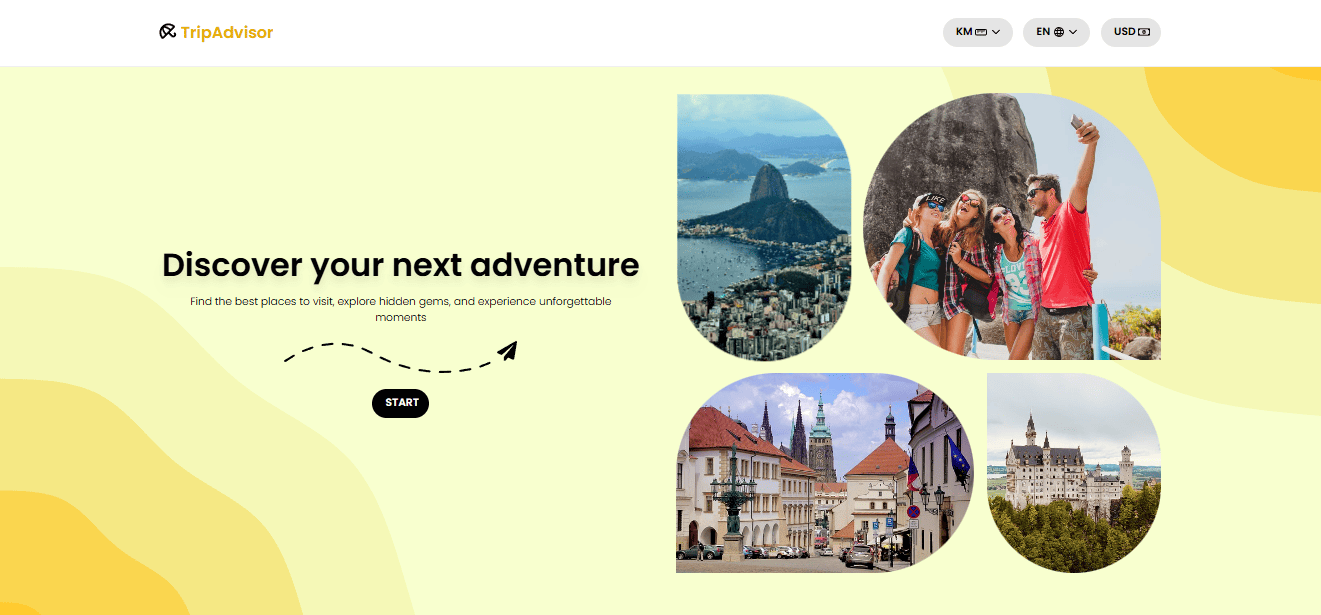 TripAdvisor
KM
EN
USD
Discover your next adventure
Find the best places to visit, explore hidden gems, and experience unforgettable
moments
START
LIKE